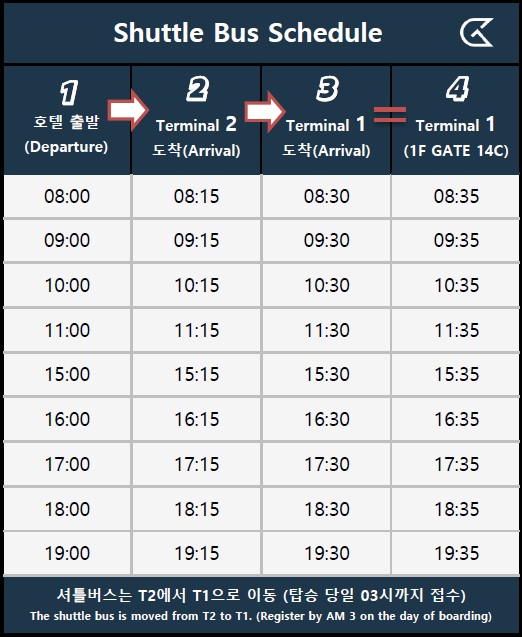 Shuttle Bus Schedule
1 2 3 4
호텔 출발 Terminal 2 Terminal 1 Terminal 1
(Departure) 도착(Arrival) 도착(Arrival) (1F GATE 14C)
08:00 08:15 08:30 08:35
09:00 09:15 09:30 09:35
10:00 10:15 10:30 10:35
11:00 11:15 11:30 11:35
15:00 15:15 15:30 15:35
16:00 16:15 16:30 16:35
17:00 17:15 17:30 17:35
18:00 18:15 18:30 18:35
19:00 19:15 19:30 19:35
셔틀버스는 T2에서 T1으로 이동 (탑승 당일 03시까지 접수)
The shuttle bus is moved from T2 to T1. (Register by AM 3 on the day of boarding)